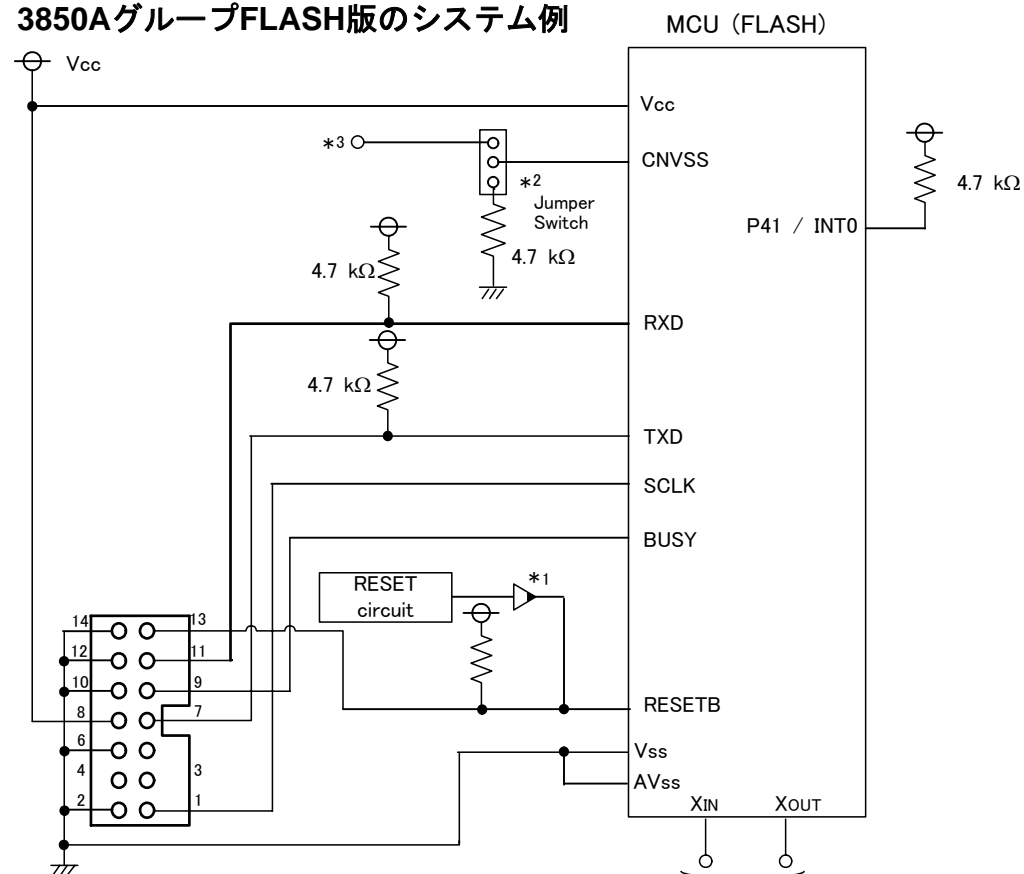 3850AグループFLASH版のシステム例
MCU（FLASH）
Vcc
Vcc
*3
CNVSS
*2
Jumper
Switch
4.7 kΩ
4.7 kΩ
P41 / INT0
4.7 kΩ
RXD
4.7 kΩ
TXD
SCLK
BUSY
RESET
circuit
*1
14
13
12
11
10
9
8
7
6
4
3
2
1
RESETB
Vss
AVss
XIN
XOUT